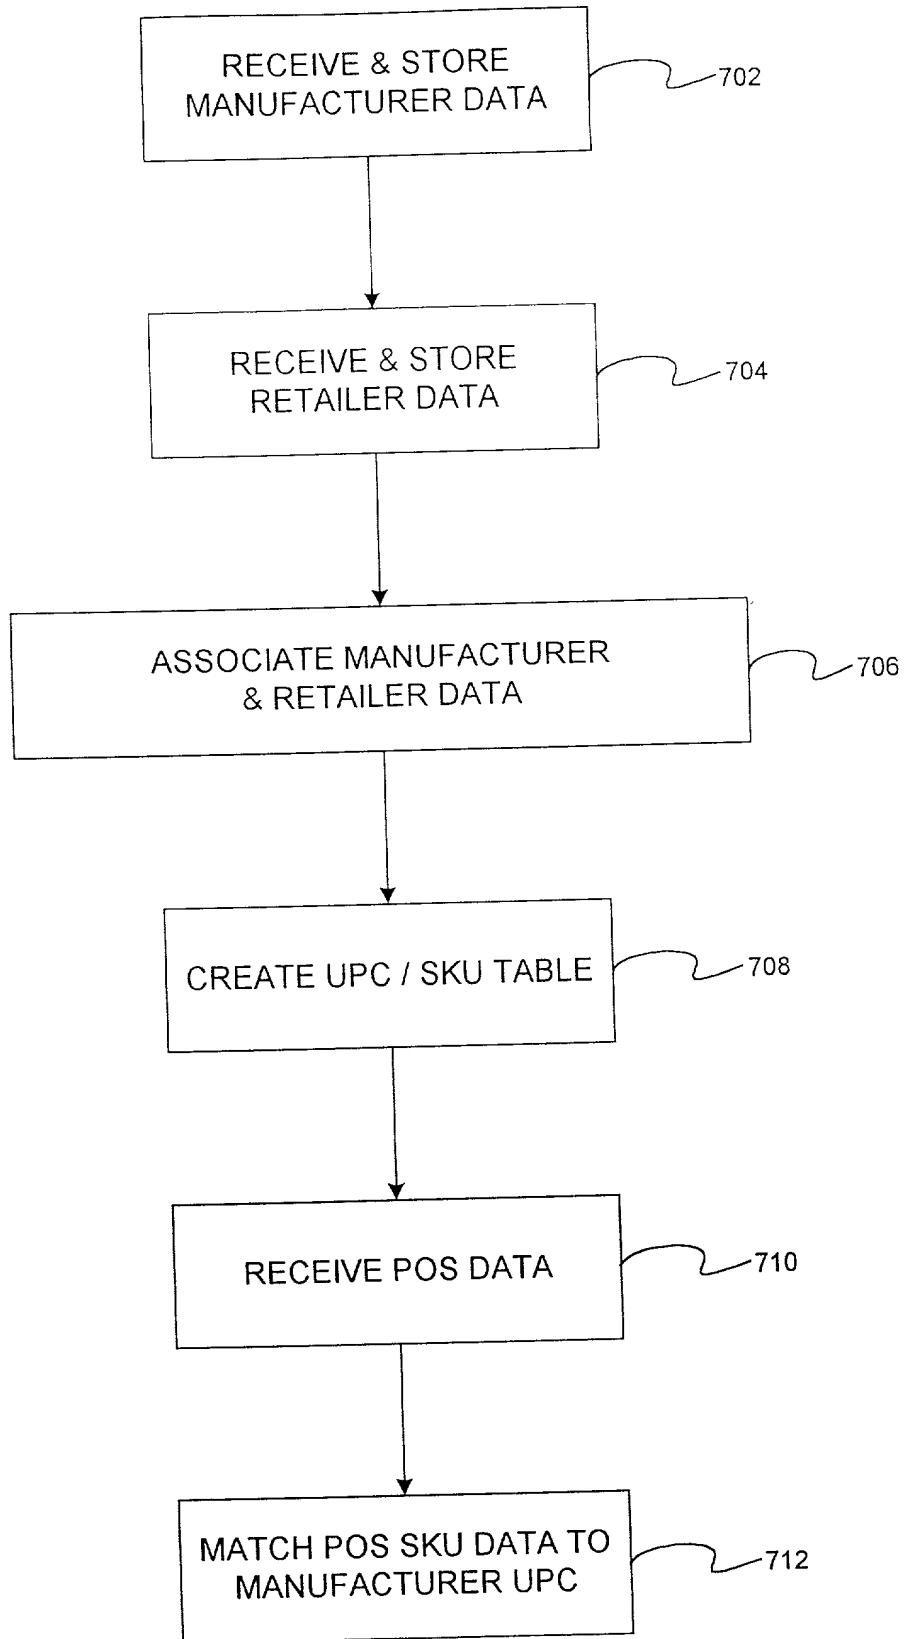 RECEIVE & STORE
MANUFACTURER DATA
702
RECEIVE & STORE
RETAILER DATA
704
ASSOCIATE MANUFACTURER
& RETAILER DATA
706
CREATE UPC / SKU TABLE
708
RECEIVE POS DATA
710
MATCH POS SKU DATA TO
MANUFACTURER UPC
712